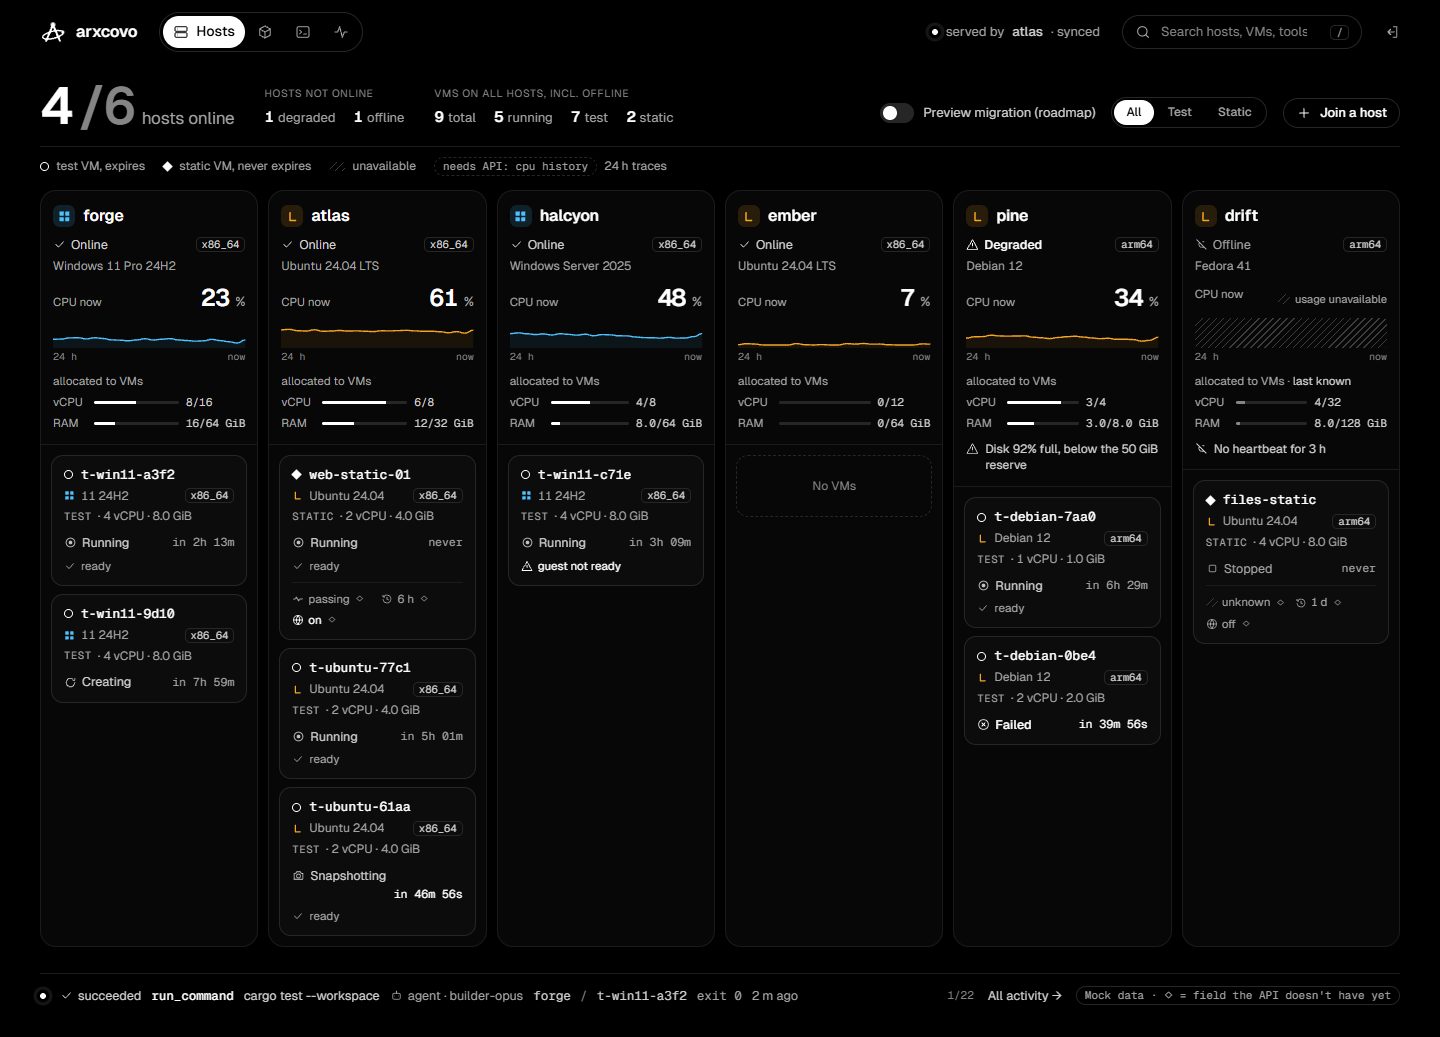 arxcovo
Hosts
served by atlas · synced
Search hosts, VMs, tools
/
4/6 hosts online
HOSTS NOT ONLINE
1 degraded 1 offline
VMS ON ALL HOSTS, INCL. OFFLINE
9 total 5 running 7 test 2 static
Preview migration (roadmap)
All Test Static
+ Join a host
test VM, expires
static VM, never expires
unavailable
needs API: cpu history
24 h traces
forge
Online x86_64
Windows 11 Pro 24H2
CPU now 23 %
24 h now
allocated to VMs
vCPU 8/16
RAM 16/64 GiB
t-win11-a3f2
11 24H2 x86_64
TEST · 4 vCPU · 8.0 GiB
Running in 2h 13m
ready
t-win11-9d10
11 24H2 x86_64
TEST · 4 vCPU · 8.0 GiB
Creating in 7h 59m
L atlas
Online x86_64
Ubuntu 24.04 LTS
CPU now 61 %
24 h now
allocated to VMs
vCPU 6/8
RAM 12/32 GiB
web-static-01
L Ubuntu 24.04 x86_64
STATIC · 2 vCPU · 4.0 GiB
Running never
ready
passing 6 h
on
t-ubuntu-77c1
L Ubuntu 24.04 x86_64
TEST · 2 vCPU · 4.0 GiB
Running in 5h 01m
ready
t-ubuntu-61aa
L Ubuntu 24.04 x86_64
TEST · 2 vCPU · 4.0 GiB
Snapshotting
in 46m 56s
ready
halcyon
Online x86_64
Windows Server 2025
CPU now 48 %
24 h now
allocated to VMs
vCPU 4/8
RAM 8.0/64 GiB
t-win11-c71e
11 24H2 x86_64
TEST · 4 vCPU · 8.0 GiB
Running in 3h 09m
guest not ready
L ember
Online x86_64
Ubuntu 24.04 LTS
CPU now 7 %
24 h now
allocated to VMs
vCPU 0/12
RAM 0/64 GiB
No VMs
L pine
Degraded arm64
Debian 12
CPU now 34 %
24 h now
allocated to VMs
vCPU 3/4
RAM 3.0/8.0 GiB
Disk 92% full, below the 50 GiB
reserve
t-debian-7aa0
L Debian 12 arm64
TEST · 1 vCPU · 1.0 GiB
Running in 6h 29m
ready
t-debian-0be4
L Debian 12 arm64
TEST · 2 vCPU · 2.0 GiB
Failed in 39m 56s
L drift
Offline arm64
Fedora 41
CPU now usage unavailable
24 h now
allocated to VMs · last known
vCPU 4/32
RAM 8.0/128 GiB
No heartbeat for 3 h
files-static
L Ubuntu 24.04 arm64
STATIC · 4 vCPU · 8.0 GiB
Stopped never
unknown 1 d
off
succeeded run_command cargo test --workspace agent · builder-opus forge / t-win11-a3f2 exit 0 2 m ago
1/22 All activity →
Mock data · ◇ = field the API doesn't have yet